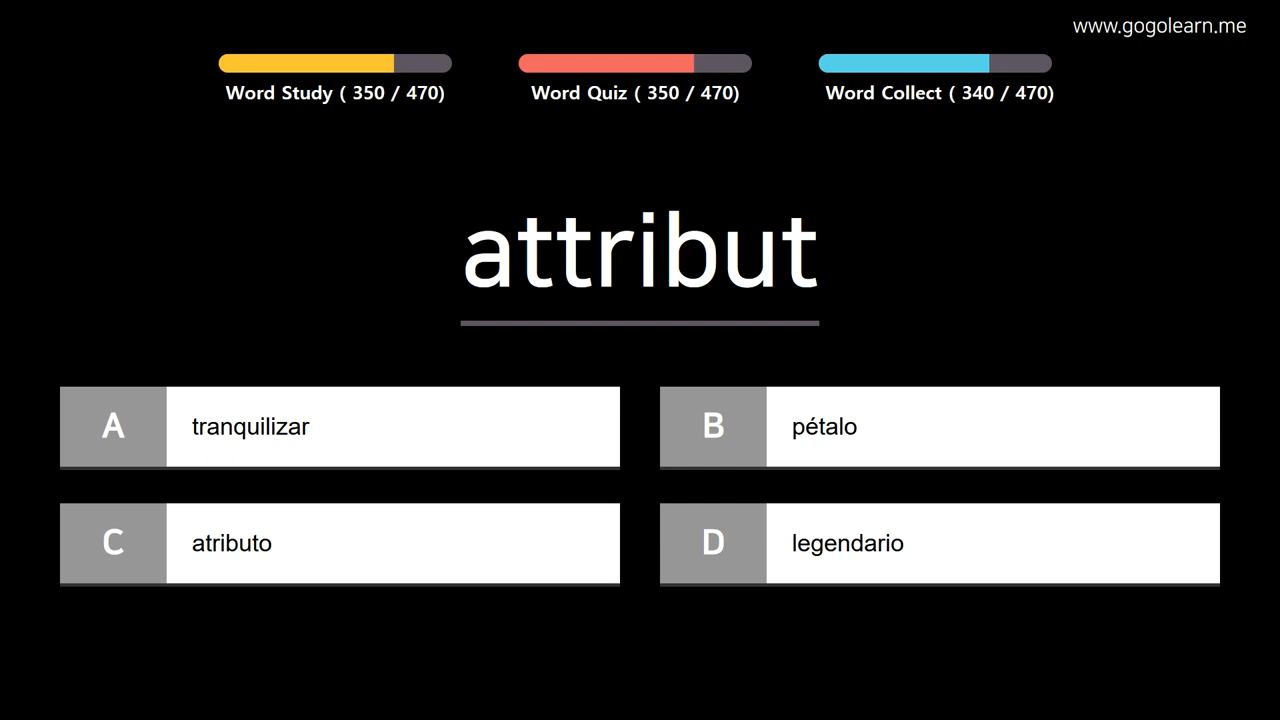 www.gogolearn.me
Word Study ( 350 / 470)
Word Quiz ( 350 / 470)
Word Collect ( 340 / 470)
attribut
A tranquilizar
B pétalo
C atributo
D legendario